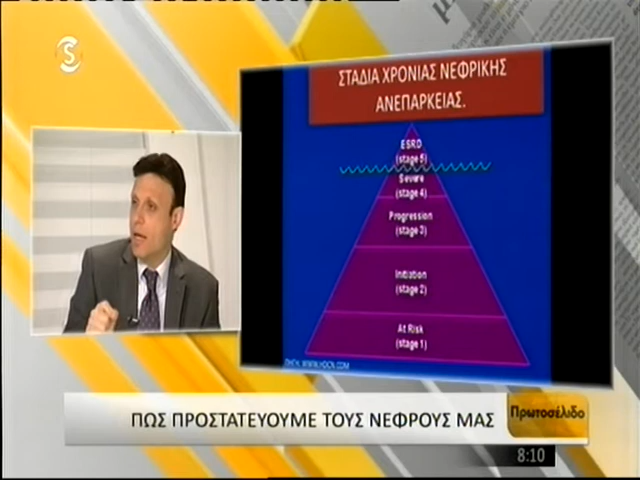 S
ΣΤΑΔΙΑ ΧΡΟΝΙΑΣ ΝΕΦΡΙΚΗΣ
ΑΝΕΠΑΡΚΕΙΑΣ.
ESRD
(stage 5)
Severe
(stage 4)
Progression
(stage 3)
Initiation
(stage 2)
At Risk
(stage 1)
ΠΩΣ ΠΡΟΣΤΑΤΕΥΟΥΜΕ ΤΟΥΣ ΝΕΦΡΟΥΣ ΜΑΣ
Πρωτοσέλιδο
8:10